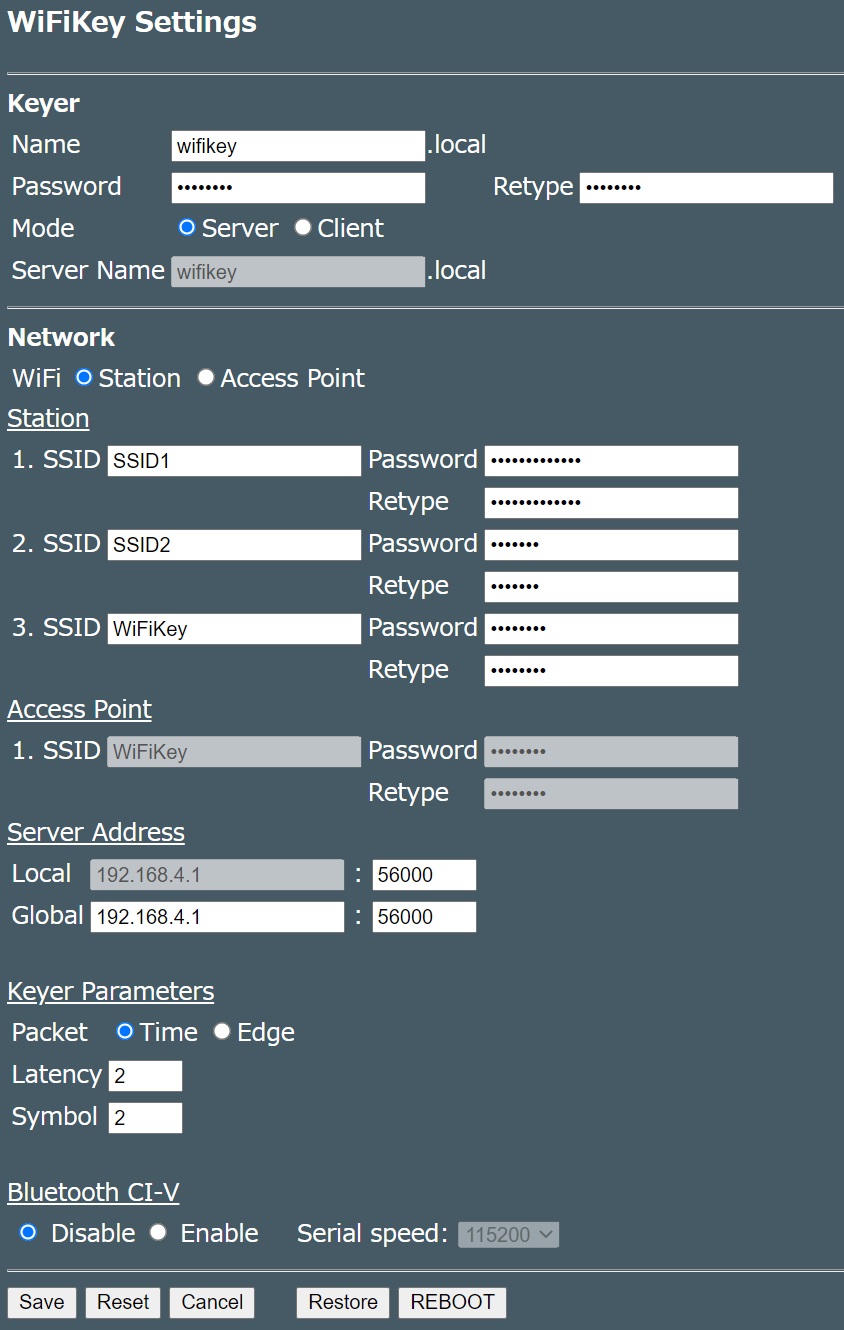 WiFiKey Settings
Keyer
Name wifikey .local
Password •••••••• Retype ••••••••
Mode Server Client
Server Name wifikey .local
Network
WiFi Station Access Point
Station
1. SSID SSID1 Password •••••••••••••
Retype •••••••••••••
2. SSID SSID2 Password •••••••
Retype •••••••
3. SSID WiFiKey Password ••••••••
Retype ••••••••
Access Point
1. SSID WiFiKey Password ••••••••
Retype ••••••••
Server Address
Local 192.168.4.1 : 56000
Global 192.168.4.1 : 56000
Keyer Parameters
Packet Time Edge
Latency 2
Symbol 2
Bluetooth CI-V
Disable Enable Serial speed: 115200
Save Reset Cancel Restore REBOOT